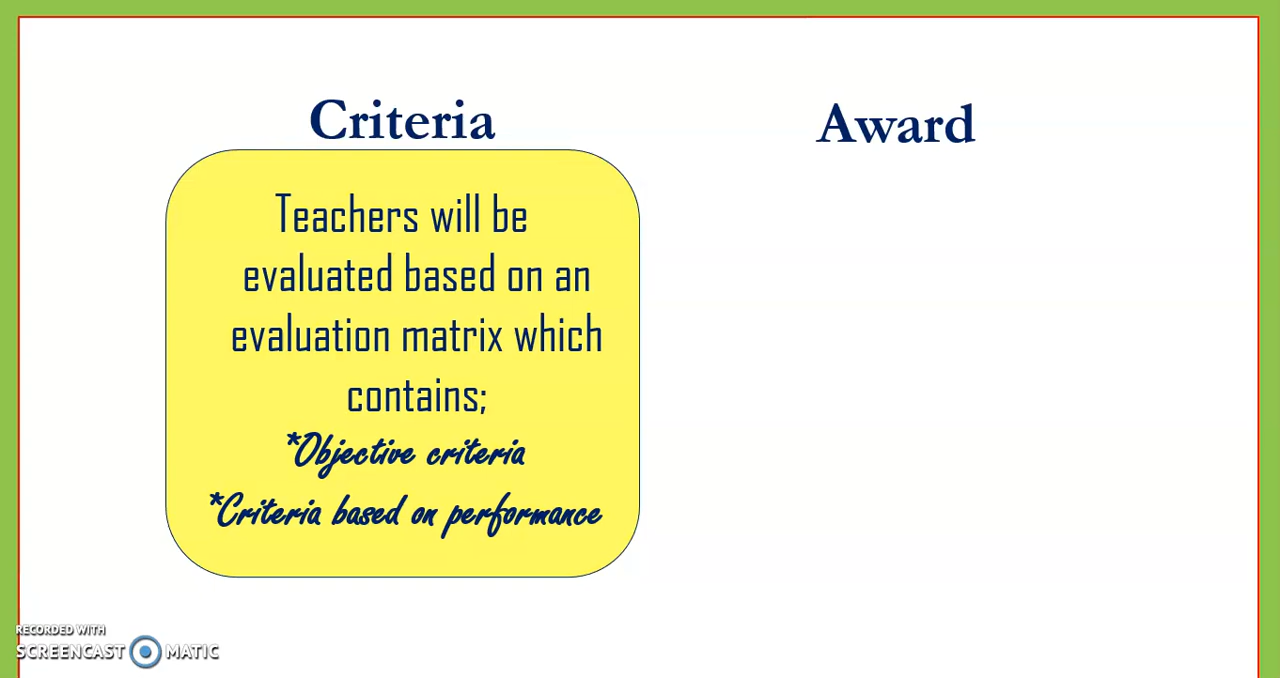 Criteria
Award
Teachers will be
evaluated based on an
evaluation matrix which
contains;
*Objective criteria
*Criteria based on performance
RECORDED WITH
SCREENCAST MATIC